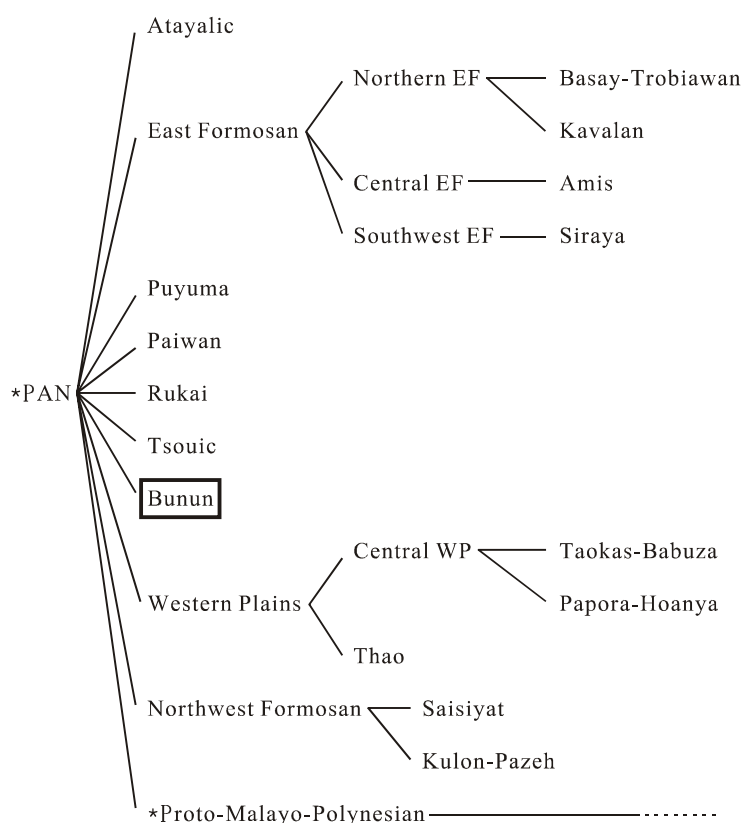 Atayalic
Northern EF
Basay-Trobiawan
East Formosan
Kavalan
Central EF
Amis
Southwest EF
Siraya
Puyuma
Paiwan
*PAN
Rukai
Tsouic
Bunun
Central WP
Taokas-Babuza
Western Plains
Papora-Hoanya
Thao
Northwest Formosan
Saisiyat
Kulon-Pazeh
*Proto-Malayo-Polynesian